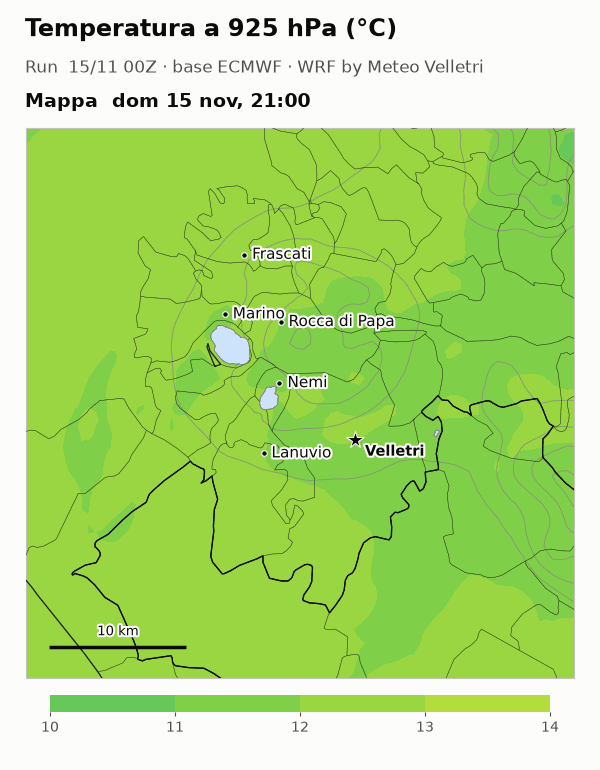 Temperatura a 925 hPa (°C)
Run  15/11 00Z · base ECMWF · WRF by Meteo Velletri
Mappa  dom 15 nov, 21:00
Frascati
Marino
Rocca di Papa
Nemi
Velletri
Lanuvio
10 km
10 11 12 13 14